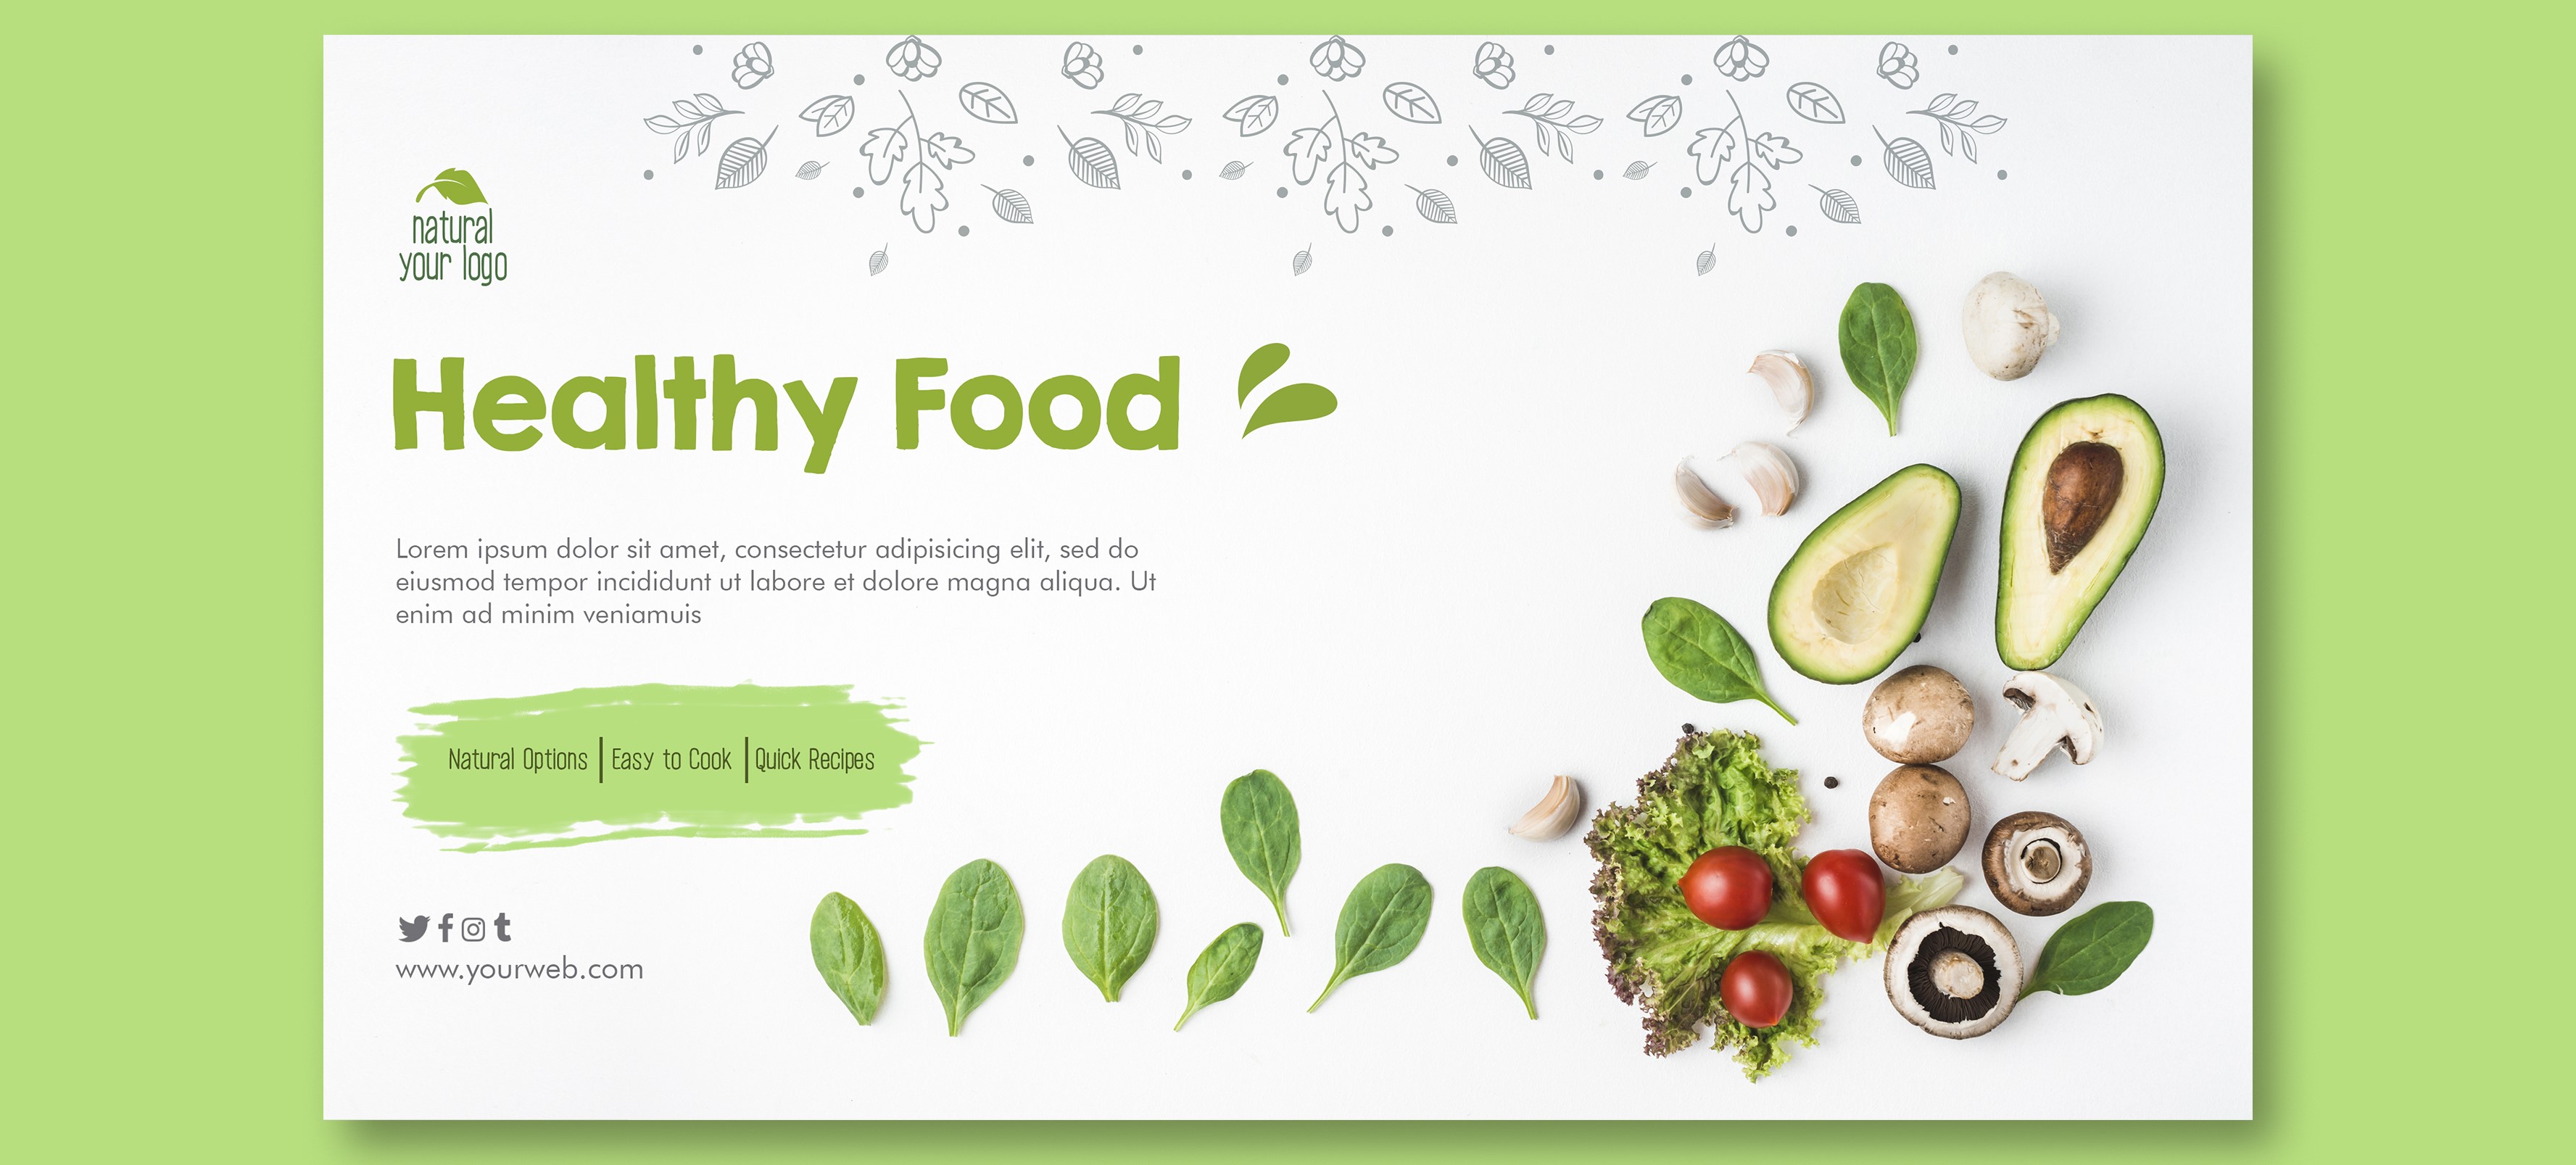 natural
your logo
Healthy Food
Lorem ipsum dolor sit amet, consectetur adipisicing elit, sed do
eiusmod tempor incididunt ut labore et dolore magna aliqua. Ut
enim ad minim veniamuis
Natural Options | Easy to Cook | Quick Recipes
www.yourweb.com